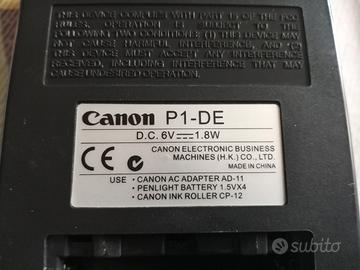 THIS DEVICE COMPLIES WITH PART 15 OF THE FCC
RULES. OPERATION IS SUBJECT TO THE
FOLLOWING TWO CONDITIONS; (1) THIS DEVICE MAY
NOT CAUSE HARMFUL INTERFERENCE, AND (2)
THIS DEVICE MUST ACCEPT ANY INTERFERENCE
RECEIVED, INCLUDING INTERFERENCE THAT MAY
CAUSE UNDESIRED OPERATION.
Canon P1-DE
D.C. 6V 1.8W
CE
CANON ELECTRONIC BUSINESS
MACHINES (H.K.) CO., LTD.
MADE IN CHINA
USE • CANON AC ADAPTER AD-11
• PENLIGHT BATTERY 1.5VX4
• CANON INK ROLLER CP-12
subito